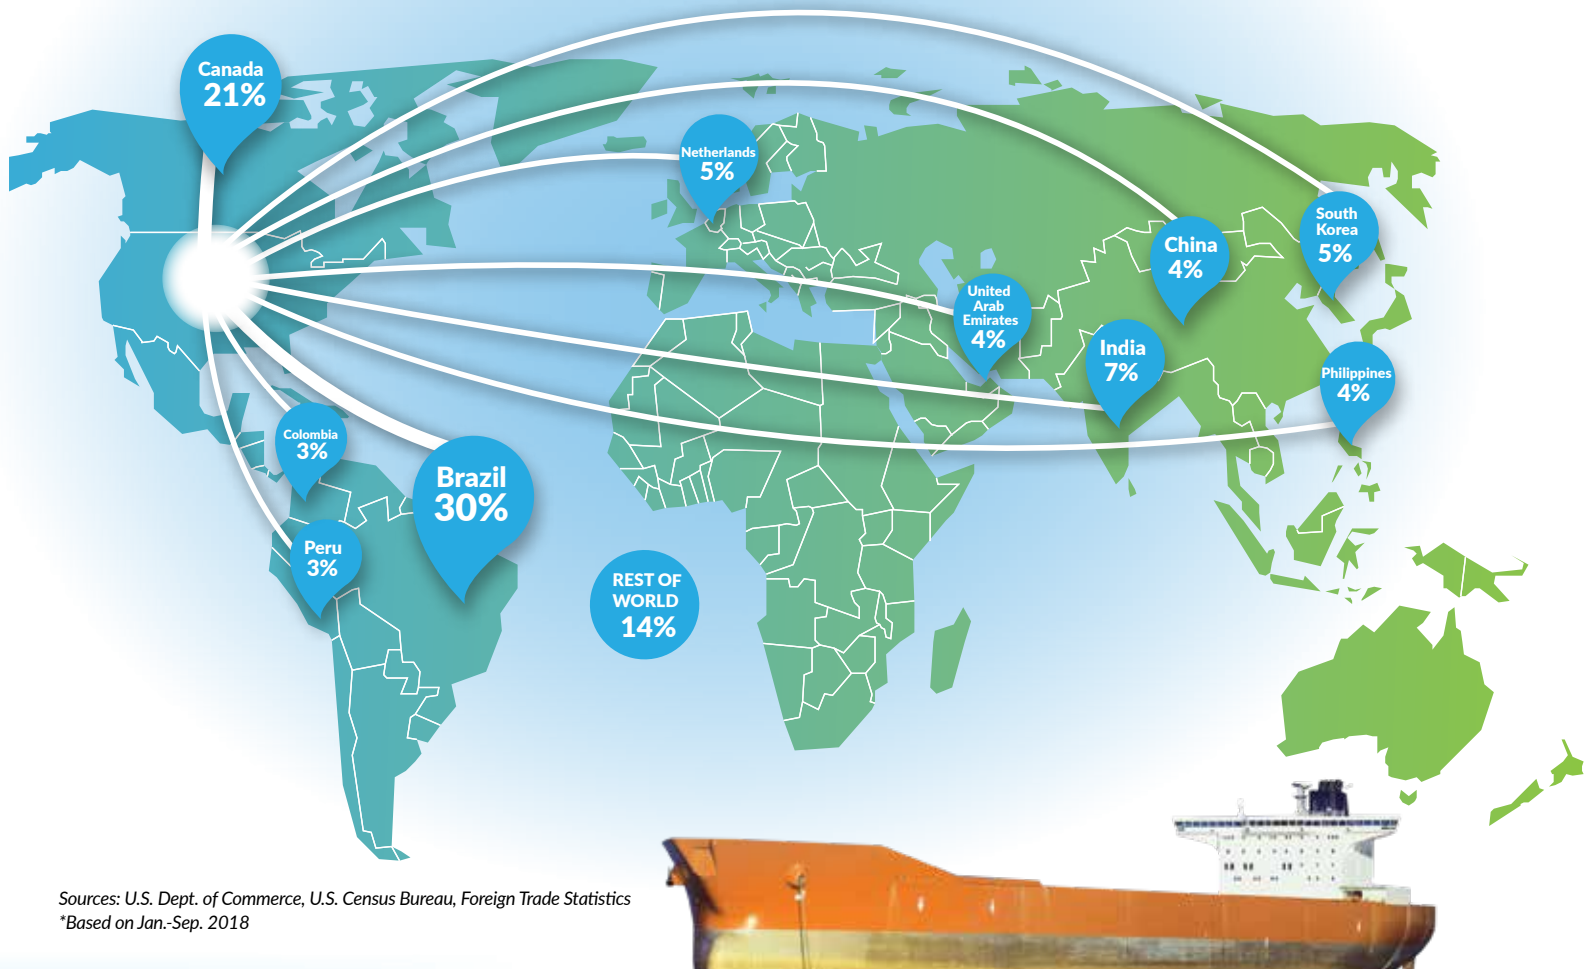 Canada
21%
Netherlands
5%
South
Korea
5%
China
4%
United
Arab
Emirates
4%
India
7%
Philippines
4%
Colombia
3%
Brazil
30%
Peru
3%
REST OF
WORLD
14%
Sources: U.S. Dept. of Commerce, U.S. Census Bureau, Foreign Trade Statistics
*Based on Jan.-Sep. 2018